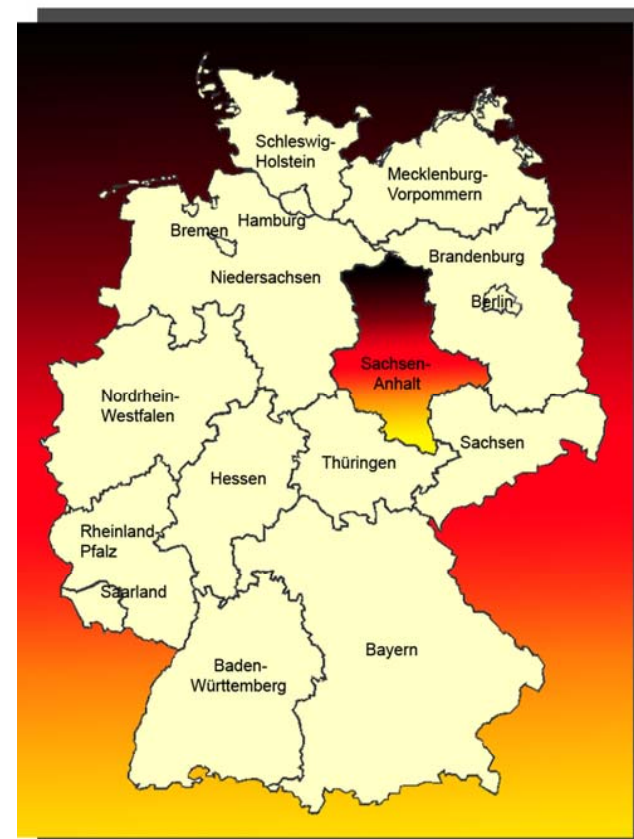 Schleswig-
Holstein
Mecklenburg-
Vorpommern
Hamburg
Bremen
Brandenburg
Niedersachsen
Berlin
Sachsen-
Anhalt
Nordrhein-
Westfalen
Sachsen
Thüringen
Hessen
Rheinland-
Pfalz
Saarland
Bayern
Baden-
Württemberg